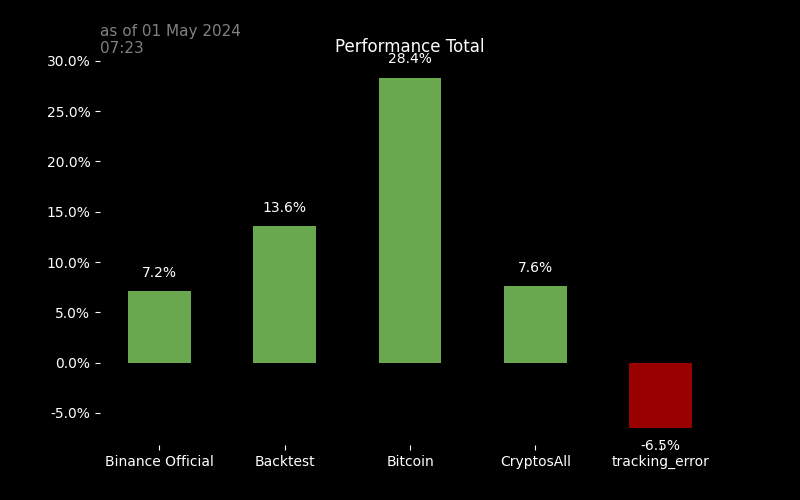 as of 01 May 2024
07:23
Performance Total
30.0%
25.0%
20.0%
15.0%
10.0%
5.0%
0.0%
-5.0%
7.2%
13.6%
28.4%
7.6%
-6.5%
Binance Official
Backtest
Bitcoin
CryptosAll
tracking_error